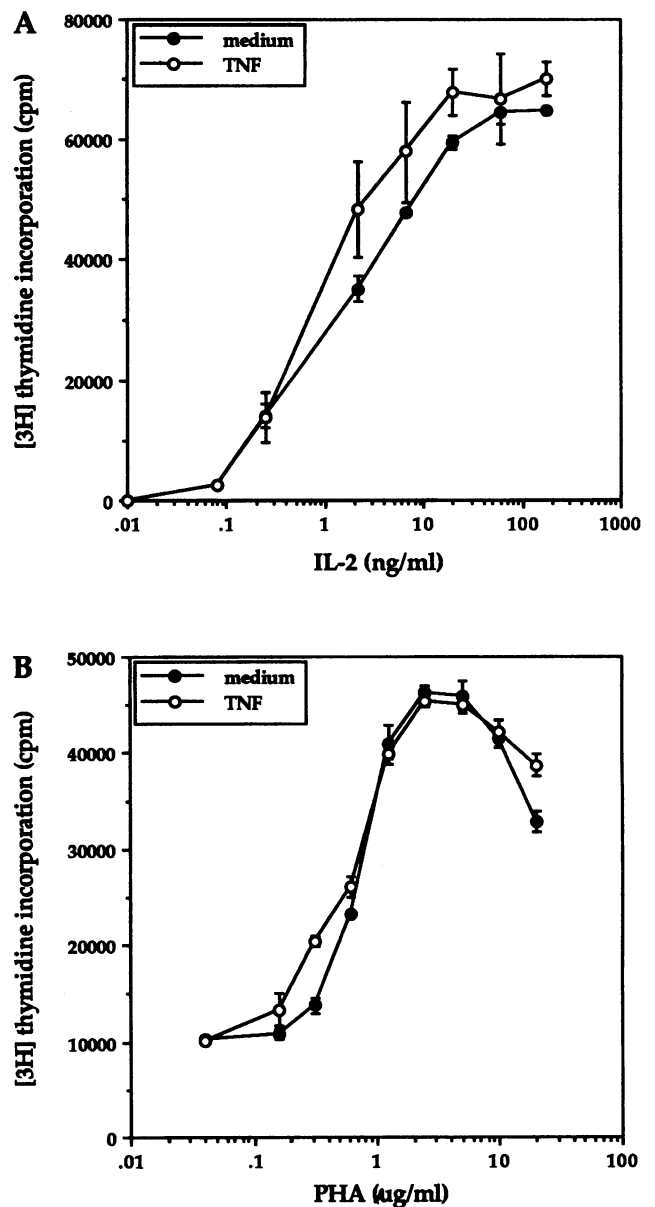 A
80000
60000
40000
20000
0
medium
TNF
[3H] thymidine incorporation (cpm)
.01 .1 1 10 100 1000
IL-2 (ng/ml)
B
50000
40000
30000
20000
10000
0
medium
TNF
[3H] thymidine incorporation (cpm)
.01 .1 1 10 100
PHA (µg/ml)